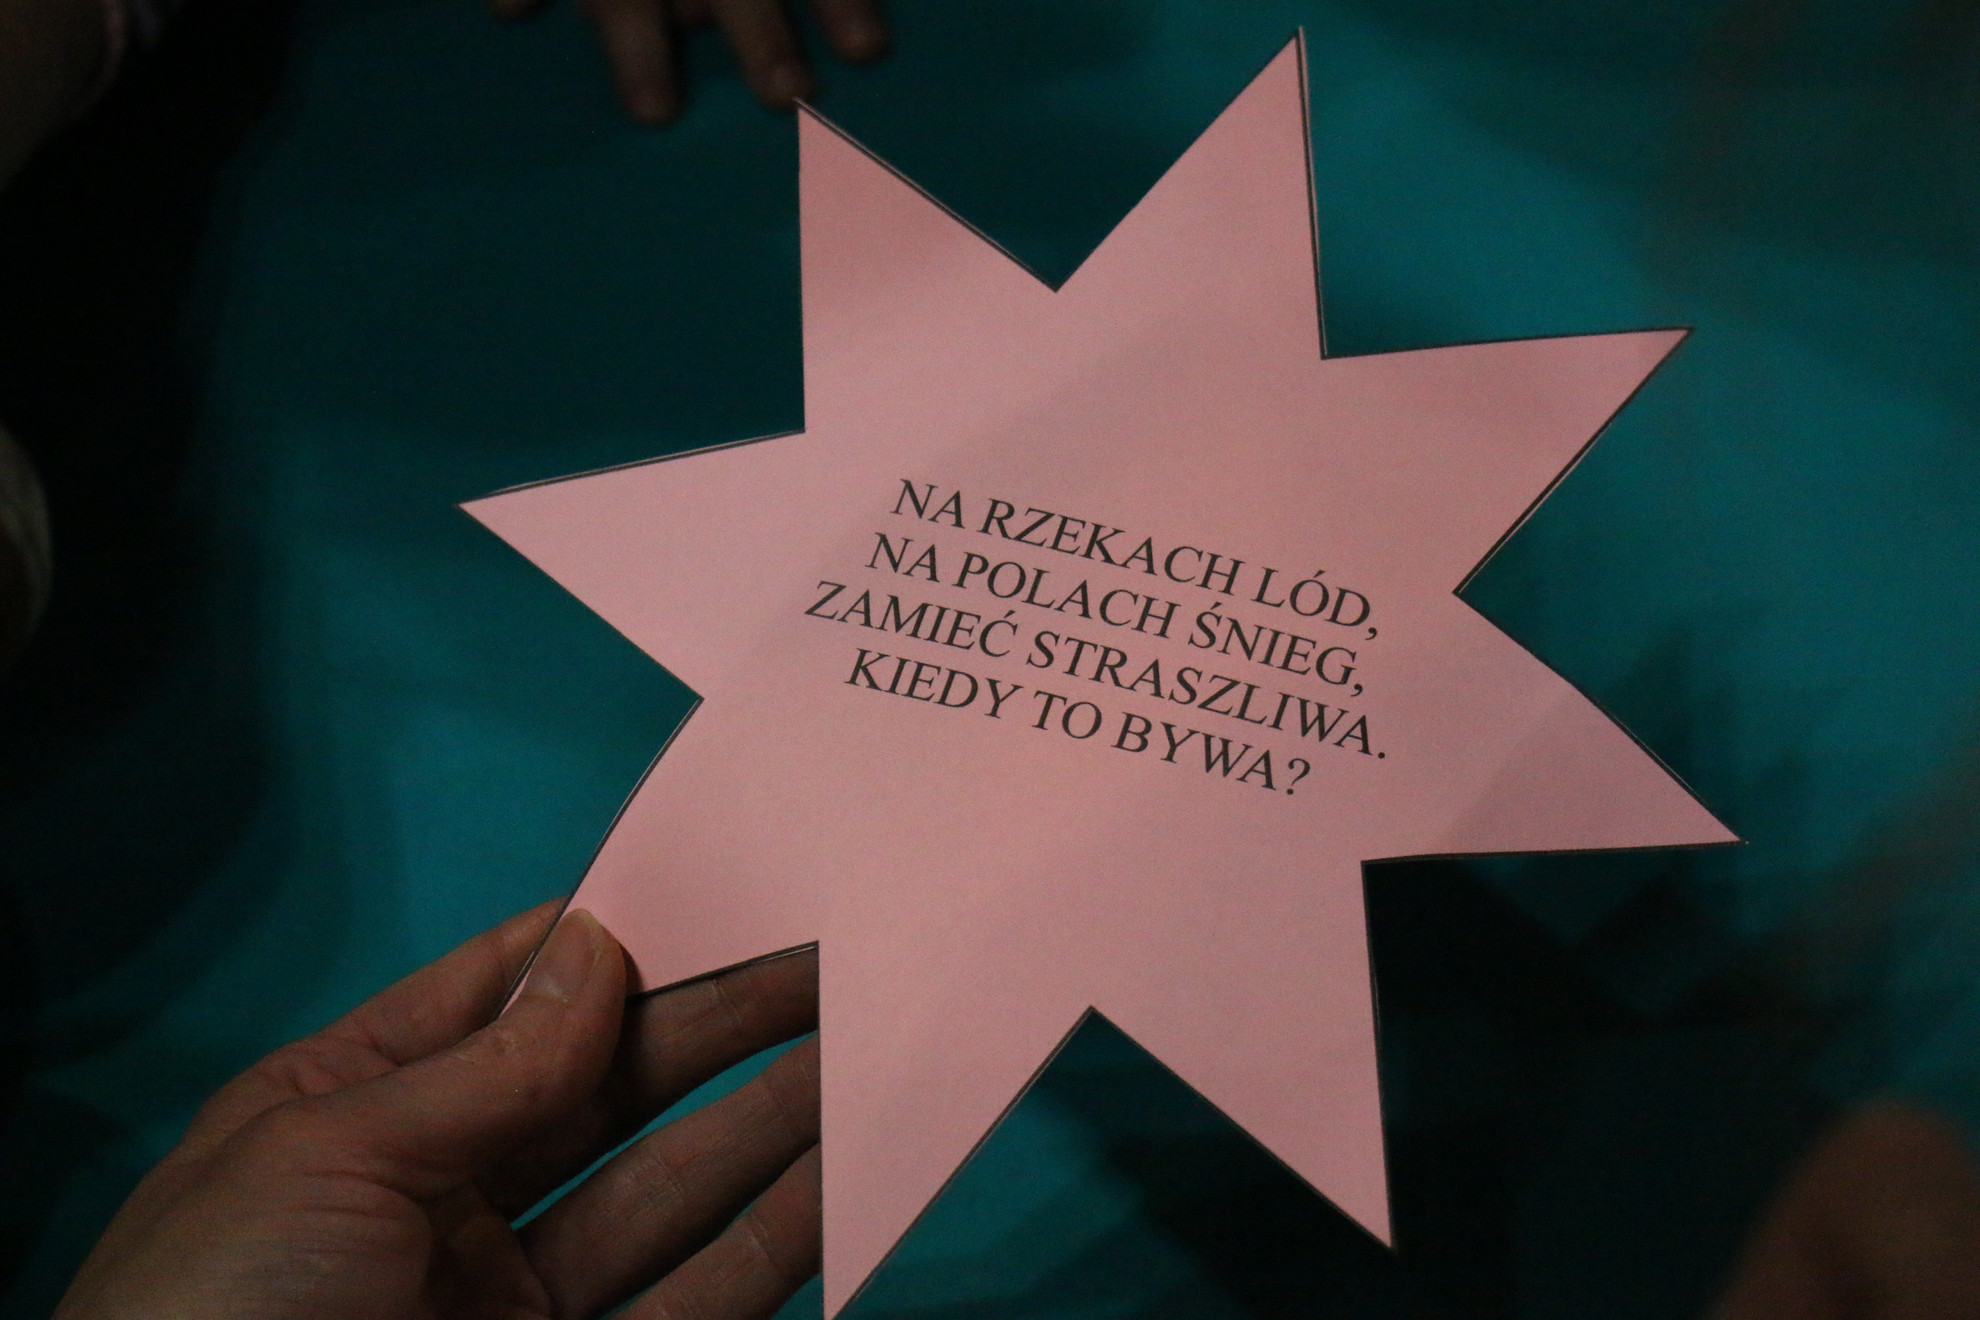 NA RZEKACH LÓD,
NA POLACH ŚNIEG,
ZAMIEĆ STRASZLIWA.
KIEDY TO BYWA?